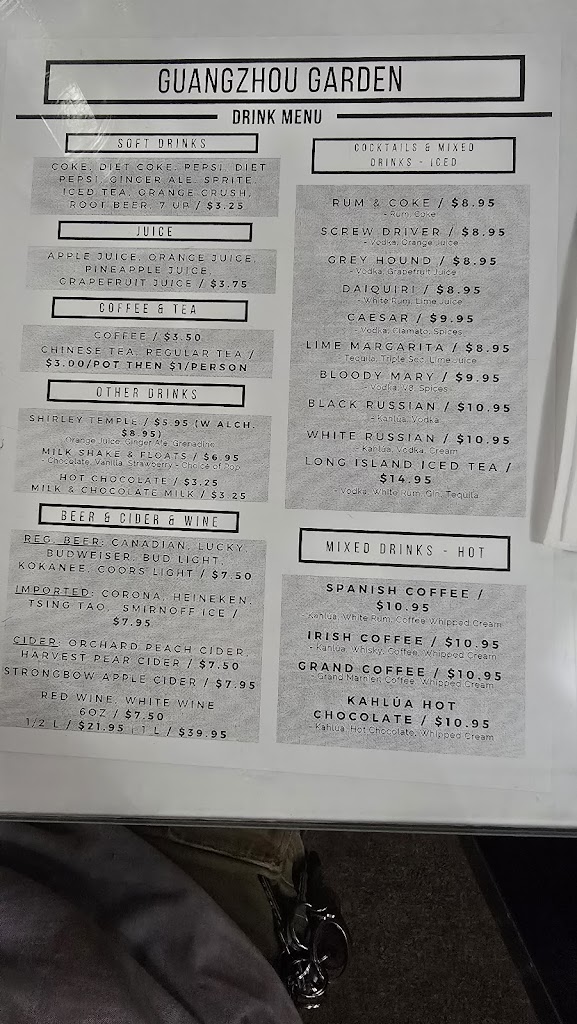 GUANGZHOU GARDEN
DRINK MENU
SOFT DRINKS
COKE, DIET COKE, PEPSI, DIET
PEPSI, GINGER ALE, SPRITE,
ICED TEA, ORANGE CRUSH,
ROOT BEER, 7 UP / $3.25
JUICE
APPLE JUICE, ORANGE JUICE,
PINEAPPLE JUICE,
GRAPEFRUIT JUICE / $3.75
COFFEE & TEA
COFFEE / $3.50
CHINESE TEA, REGULAR TEA /
$3.00/POT THEN $1/PERSON
OTHER DRINKS
SHIRLEY TEMPLE / $5.95 (W ALCH.
$8.95)
Orange Juice, Ginger Ale, Grenadine
MILK SHAKE & FLOATS / $6.95
- Chocolate, Vanilla, Strawberry - Choice of Pop
HOT CHOCOLATE / $3.25
MILK & CHOCOLATE MILK / $3.25
BEER & CIDER & WINE
REG. BEER: CANADIAN, LUCKY,
BUDWEISER, BUD LIGHT,
KOKANEE, COORS LIGHT / $7.50
IMPORTED: CORONA, HEINEKEN,
TSING TAO, SMIRNOFF ICE /
$7.95
CIDER: ORCHARD PEACH CIDER,
HARVEST PEAR CIDER / $7.50
STRONGBOW APPLE CIDER / $7.95
RED WINE, WHITE WINE
6OZ / $7.50
1/2 L / $21.95 | 1 L / $39.95
COCKTAILS & MIXED
DRINKS - ICED
RUM & COKE / $8.95
- Rum, Coke
SCREW DRIVER / $8.95
- Vodka, Orange Juice
GREY HOUND / $8.95
- Vodka, Grapefruit Juice
DAIQUIRI / $8.95
- White Rum, Lime Juice
CAESAR / $9.95
- Vodka, Clamato, Spices
LIME MARGARITA / $8.95
Tequila, Triple Sec, Lime Juice
BLOODY MARY / $9.95
- Vodka, V8, Spices
BLACK RUSSIAN / $10.95
- Kahlua, Vodka
WHITE RUSSIAN / $10.95
- Kahlua, Vodka, Cream
LONG ISLAND ICED TEA /
$14.95
- Vodka, White Rum, Gin, Tequila
MIXED DRINKS - HOT
SPANISH COFFEE /
$10.95
- Kahlua, White Rum, Coffee, Whipped Cream
IRISH COFFEE / $10.95
- Kahlua, Whisky, Coffee, Whipped Cream
GRAND COFFEE / $10.95
- Grand Marnier, Coffee, Whipped Cream
KAHLÚA HOT
CHOCOLATE / $10.95
- Kahlua, Hot Chocolate, Whipped Cream